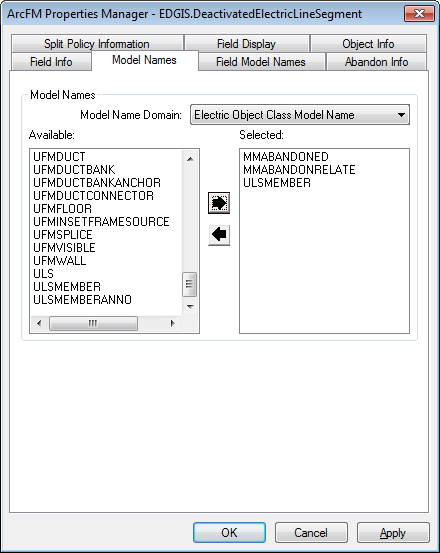 ArcFM Properties Manager - EDGIS.DeactivatedElectricLineSegment
Split Policy Information Field Display Object Info
Field Info Model Names Field Model Names Abandon Info
Model Names
Model Name Domain: Electric Object Class Model Name
Available: Selected:
UFMDUCT MMABANDONED
UFMDUCTBANK MMABANDONRELATE
UFMDUCTBANKANCHOR ULSMEMBER
UFMDUCTCONNECTOR
UFMFLOOR
UFMINSETFRAMESOURCE
UFMSPLICE
UFMVISIBLE
UFMWALL
ULS
ULSMEMBER
ULSMEMBERANNO
OK Cancel Apply